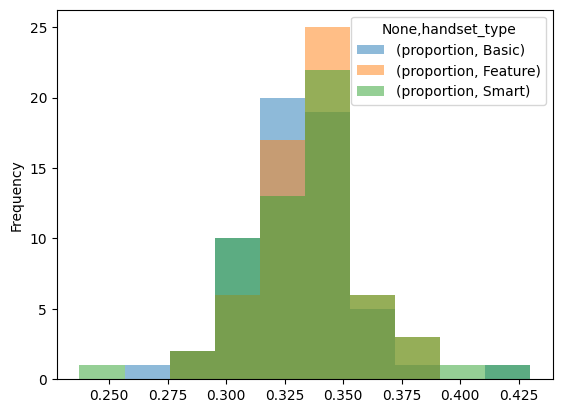 None,handset_type
(proportion, Basic)
(proportion, Feature)
(proportion, Smart)
Frequency
25
20
15
10
5
0
0.250 0.275 0.300 0.325 0.350 0.375 0.400 0.425